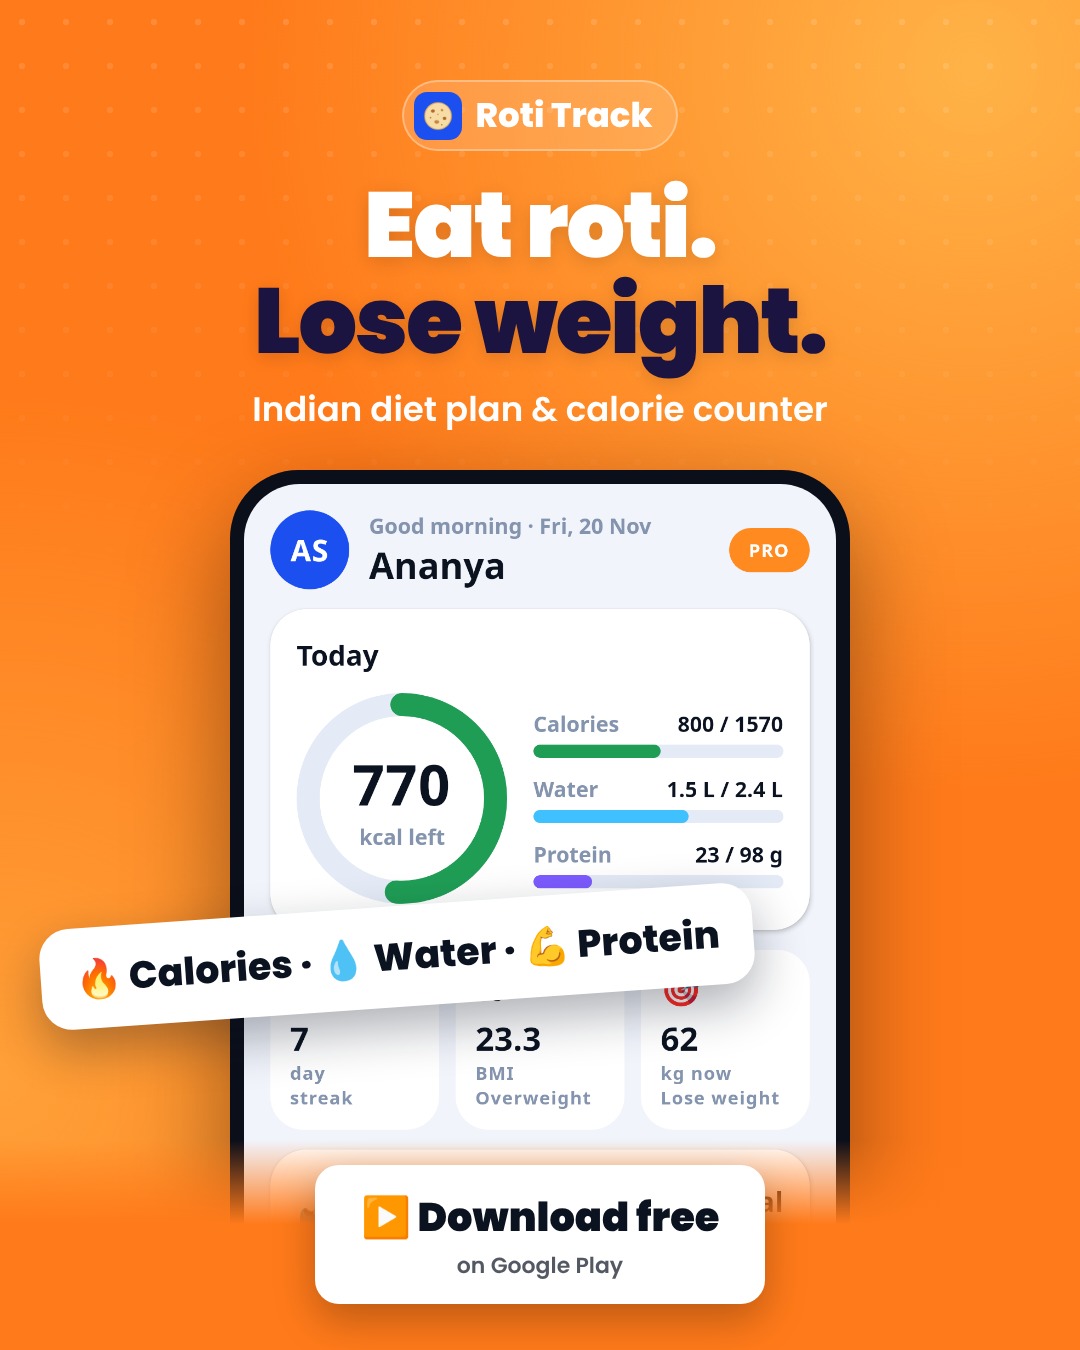 Roti Track
Eat roti.
Lose weight.
Indian diet plan & calorie counter
AS
Good morning · Fri, 20 Nov
Ananya
PRO
Today
770
kcal left
Calories 800 / 1570
Water 1.5 L / 2.4 L
Protein 23 / 98 g
🔥 Calories · 💧 Water · 💪 Protein
7
day
streak
23.3
BMI
Overweight
62
kg now
Lose weight
▶️ Download free
on Google Play